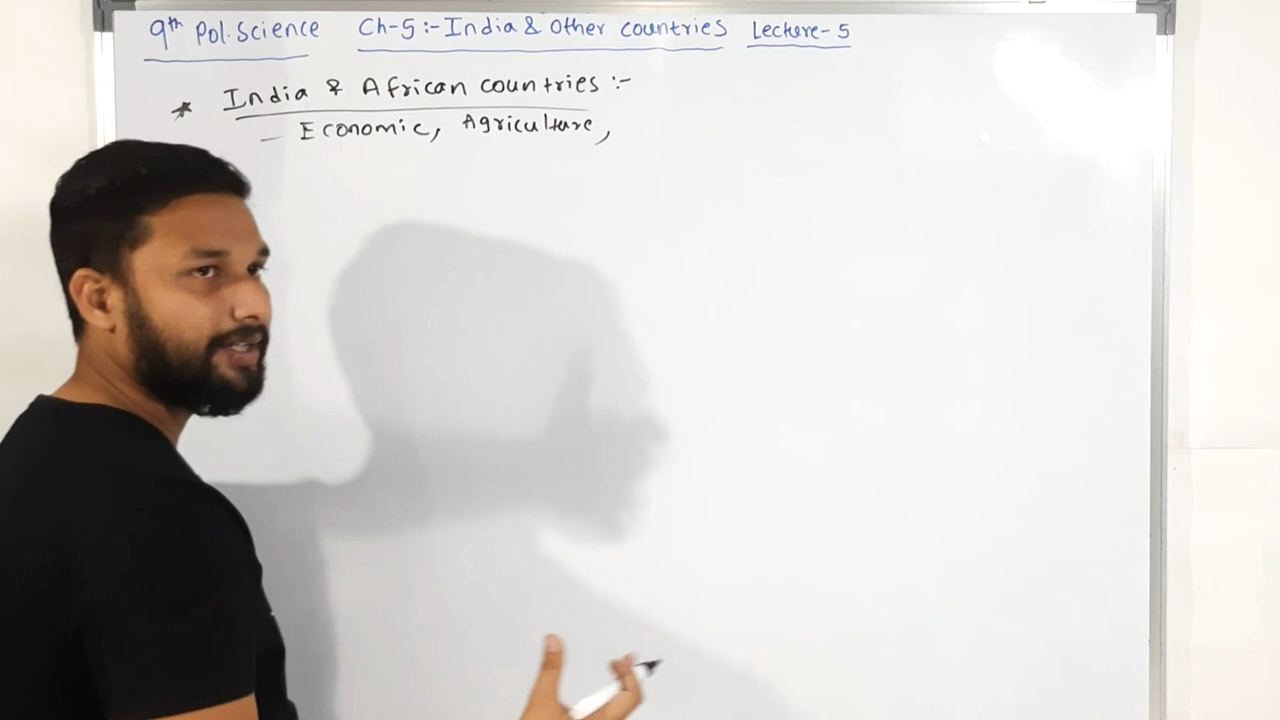 9th Pol. Science Ch-5 :- India & Other countries Lecture - 5
* India & African countries :-
- Economic, Agriculture,